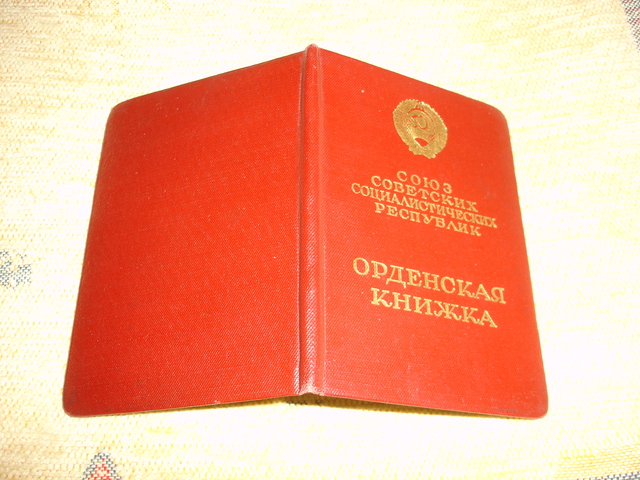 СОЮЗ
СОВЕТСКИХ
СОЦИАЛИСТИЧЕСКИХ
РЕСПУБЛИК
ОРДЕНСКАЯ
КНИЖКА